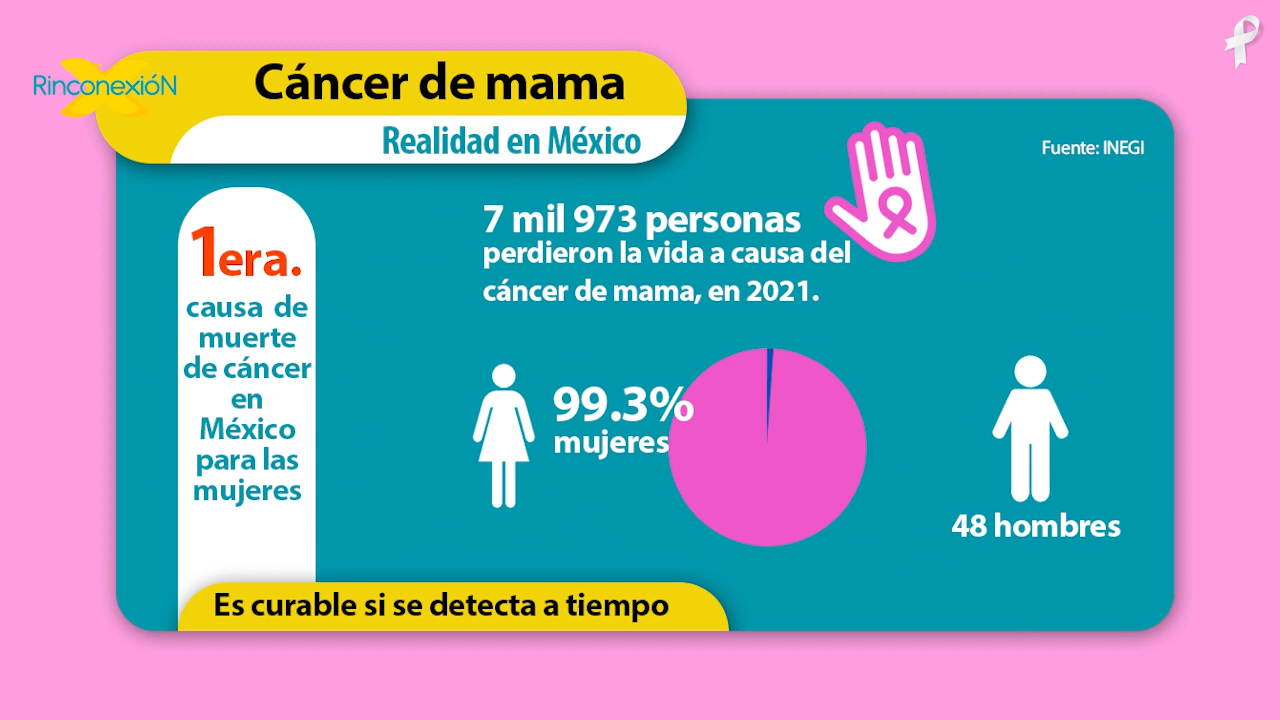 RinconexióN
Cáncer de mama
Realidad en México
Fuente: INEGI
1era.
causa de
muerte
de cáncer
en
México
para las
mujeres
7 mil 973 personas
perdieron la vida a causa del
cáncer de mama, en 2021.
99.3%
mujeres
48 hombres
Es curable si se detecta a tiempo